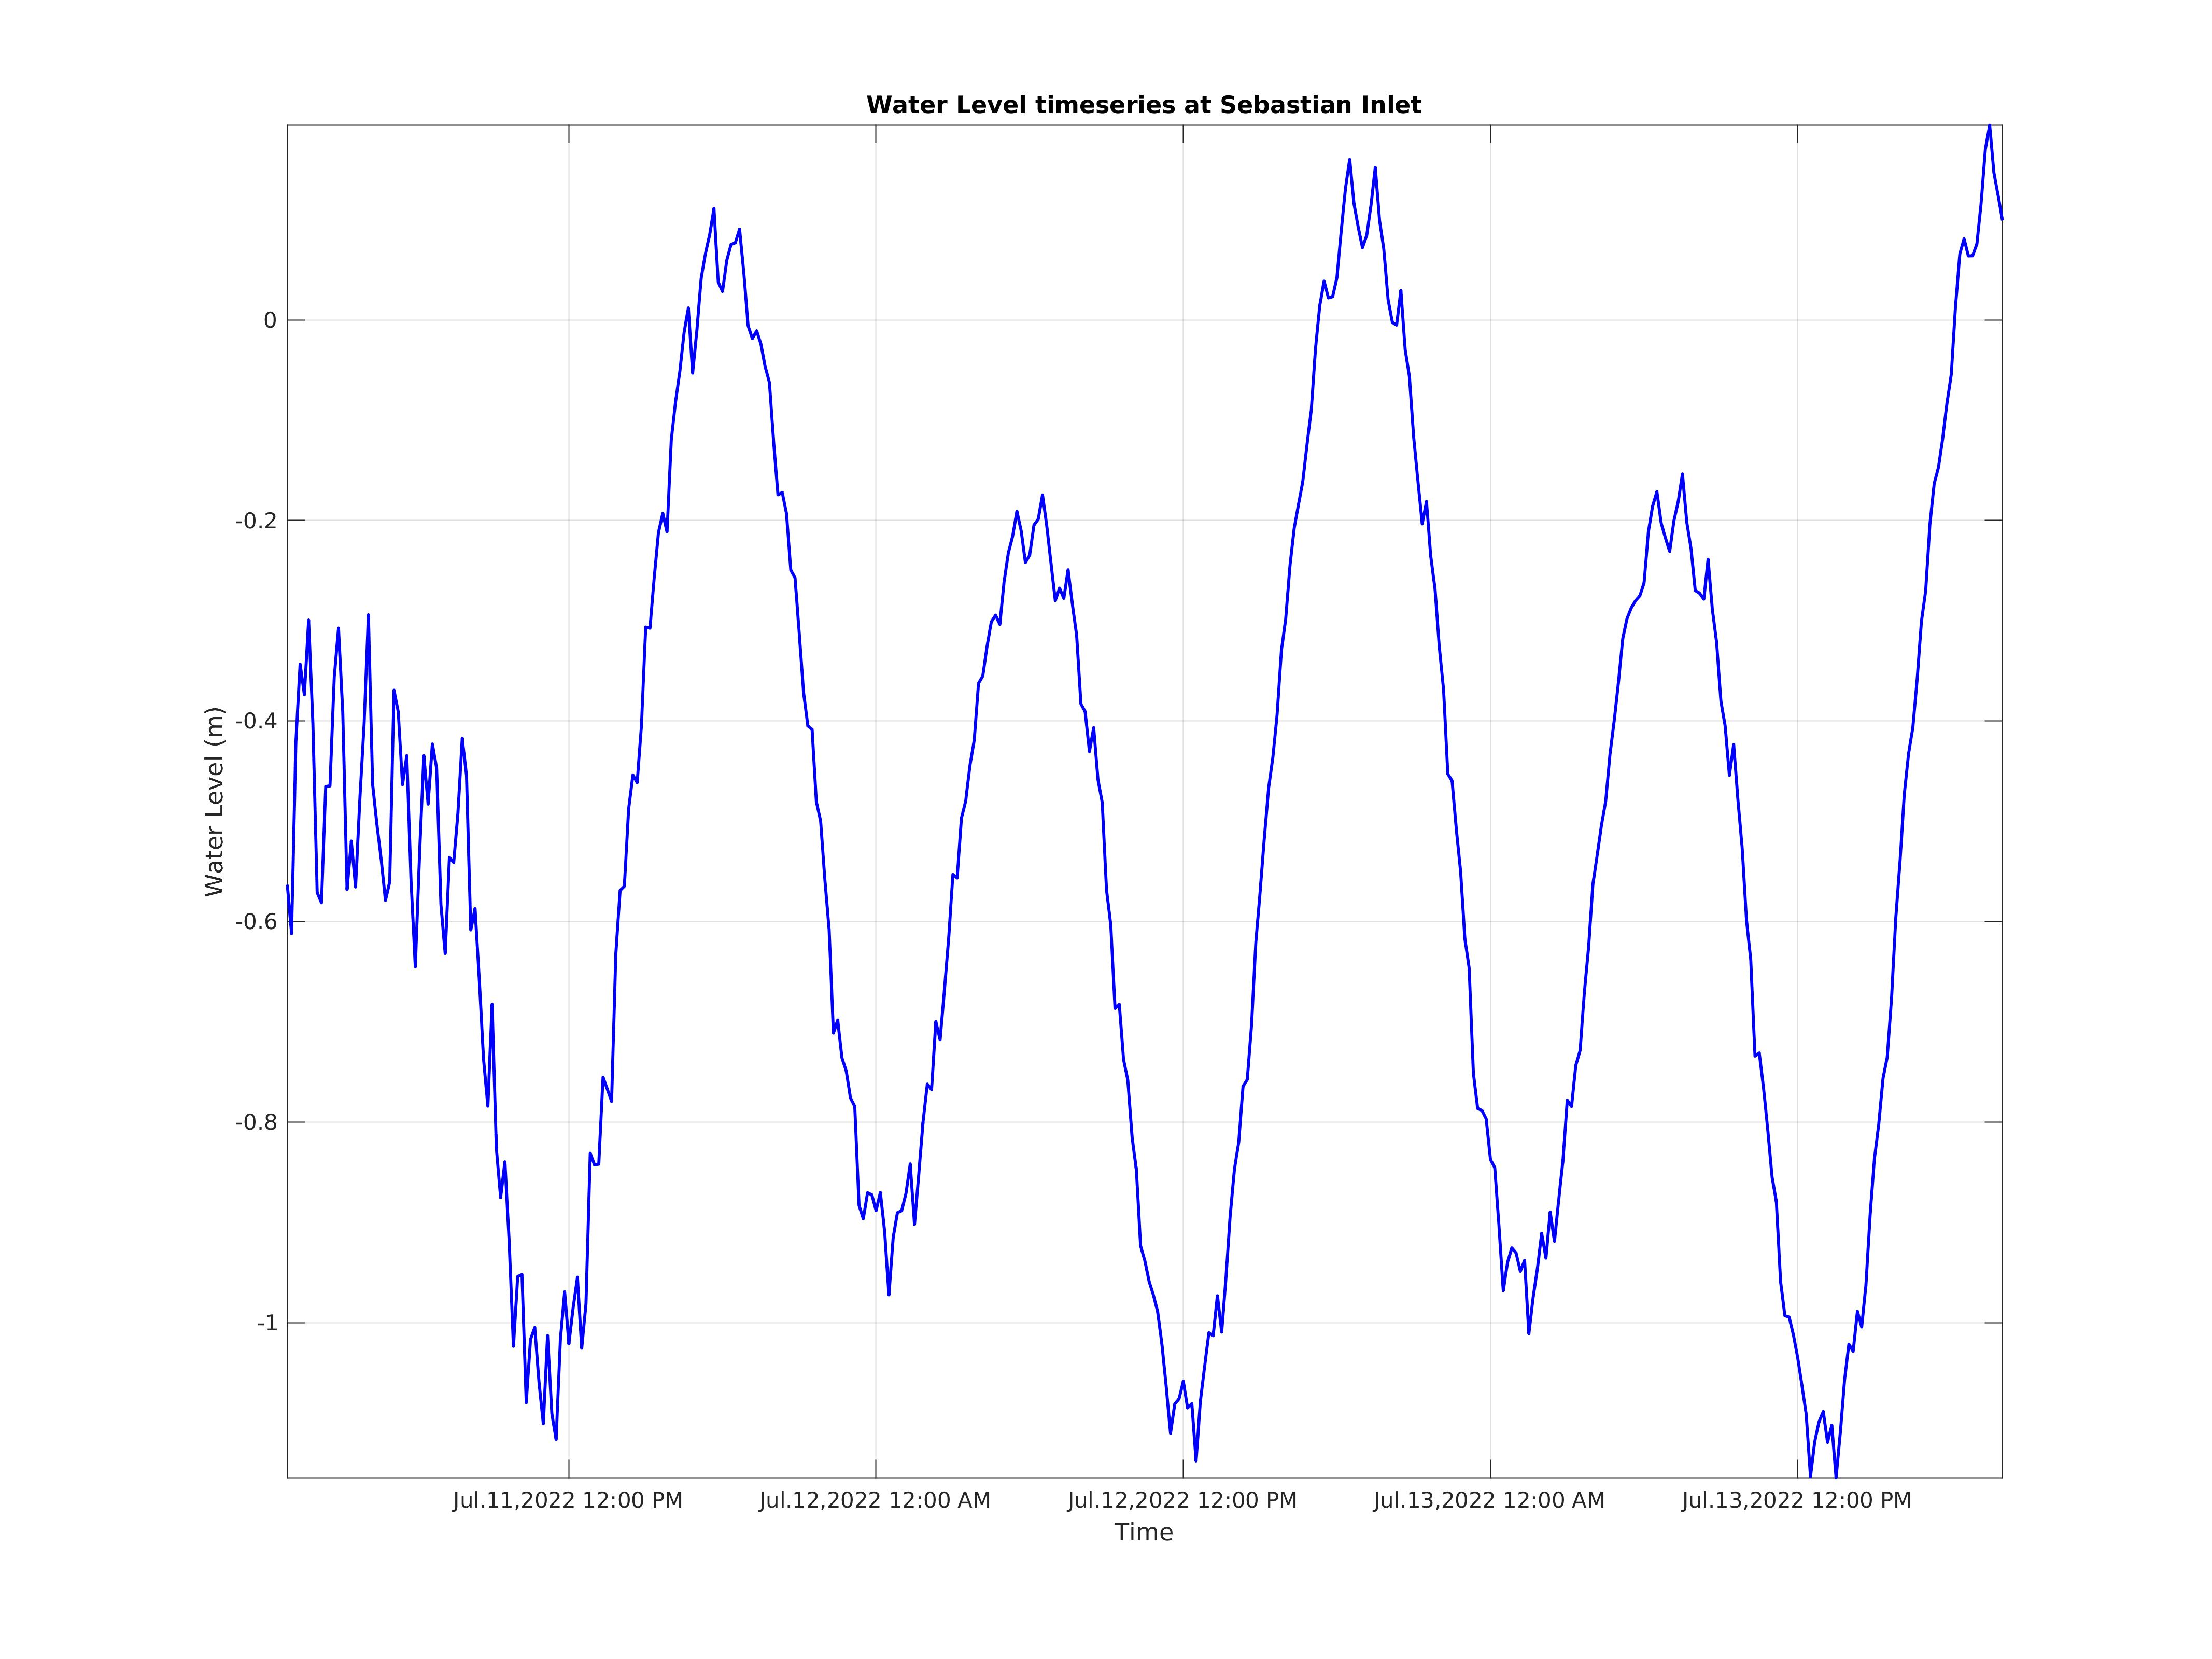 Water Level timeseries at Sebastian Inlet
0
-0.2
-0.4
-0.6
-0.8
-1
Water Level (m)
Jul.11,2022 12:00 PM
Jul.12,2022 12:00 AM
Jul.12,2022 12:00 PM
Jul.13,2022 12:00 AM
Jul.13,2022 12:00 PM
Time